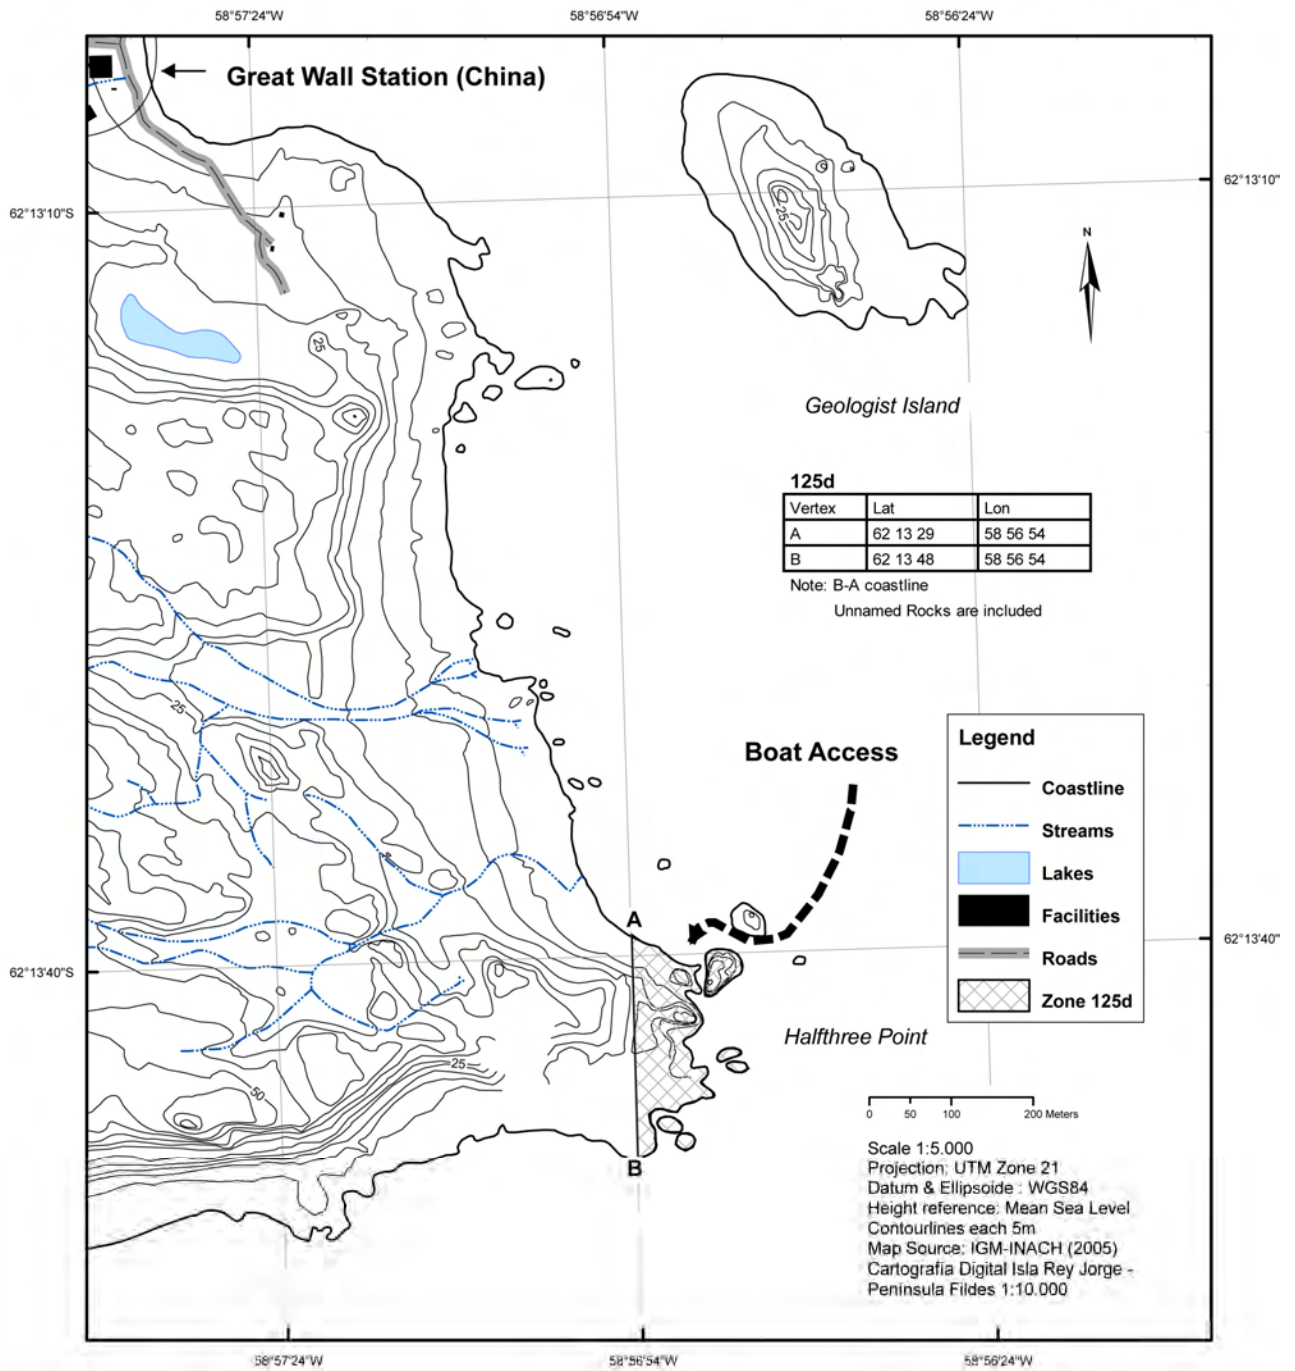 58°57'24"W 58°56'54"W 58°56'24"W
Great Wall Station (China)
62°13'10"S
62°13'10"
N
25
25
Geologist Island
125d
Vertex Lat Lon
A 62 13 29 58 56 54
B 62 13 48 58 56 54
Note: B-A coastline
Unnamed Rocks are included
25
Boat Access
Legend
Coastline
Streams
Lakes
Facilities
Roads
Zone 125d
A
62°13'40"S
62°13'40"
Halfthree Point
25
50
B
0 50 100 200 Meters
Scale 1:5.000
Projection: UTM Zone 21
Datum & Ellipsoide : WGS84
Height reference: Mean Sea Level
Contourlines each 5m
Map Source: IGM-INACH (2005)
Cartografia Digital Isla Rey Jorge -
Peninsula Fildes 1:10.000
58°57'24"W 58°56'54"W 58°56'24"W